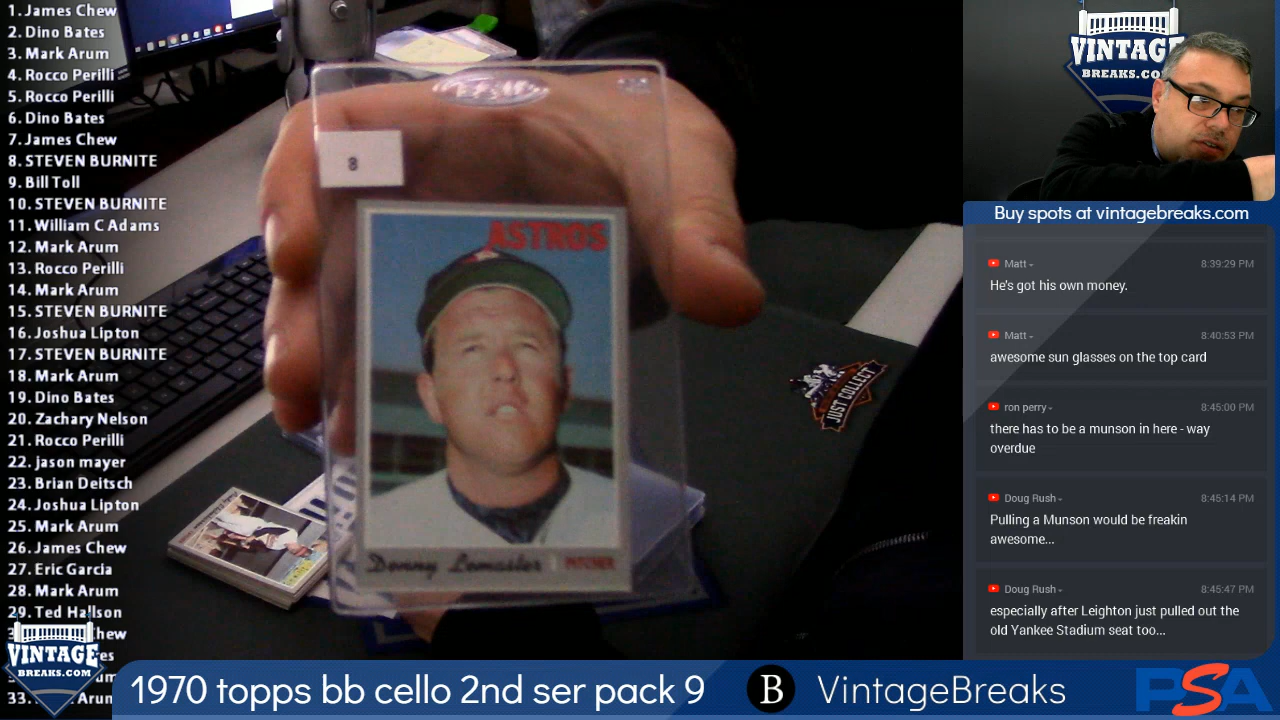 1. James Chew
2. Dino Bates
3. Mark Arum
4. Rocco Perilli
5. Rocco Perilli
6. Dino Bates
7. James Chew
8. STEVEN BURNITE
9. Bill Toll
10. STEVEN BURNITE
11. William C Adams
12. Mark Arum
13. Rocco Perilli
14. Mark Arum
15. STEVEN BURNITE
16. Joshua Lipton
17. STEVEN BURNITE
18. Mark Arum
19. Dino Bates
20. Zachary Nelson
21. Rocco Perilli
22. jason mayer
23. Brian Deitsch
24. Joshua Lipton
25. Mark Arum
26. James Chew
27. Eric Garcia
28. Mark Arum
29. Ted Hallson
33.
VINTAGE
BREAKS.COM
8
ASTROS
Denny Lemaster PITCHER
JUST COLLECT
VINTAGE
BREAKS.CO
Buy spots at vintagebreaks.com
Matt 8:39:29 PM
He's got his own money.
Matt 8:40:53 PM
awesome sun glasses on the top card
ron perry 8:45:00 PM
there has to be a munson in here - way
overdue
Doug Rush 8:45:14 PM
Pulling a Munson would be freakin
awesome...
Doug Rush 8:45:47 PM
especially after Leighton just pulled out the
old Yankee Stadium seat too...
1970 topps bb cello 2nd ser pack 9
B VintageBreaks
PSA